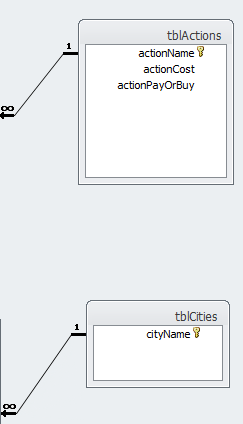 tblActions
1
actionName
actionCost
actionPayOrBuy
∞
tblCities
1
cityName
∞